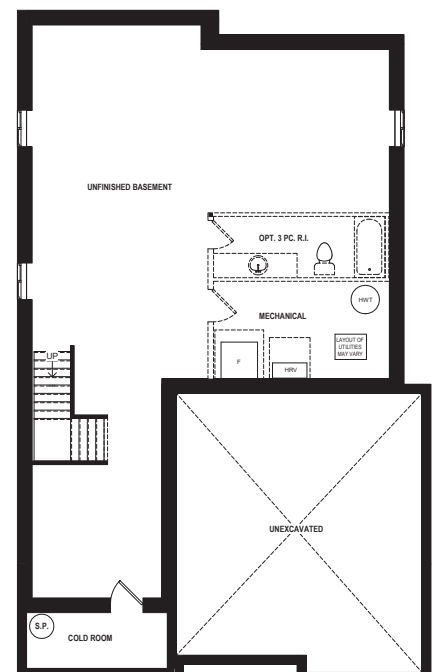 UNFINISHED BASEMENT
OPT. 3 PC. R.I.
HWT
MECHANICAL
LAYOUT OF
UTILITIES
MAY VARY
UP
F
HRV
UNEXCAVATED
S.P.
COLD ROOM